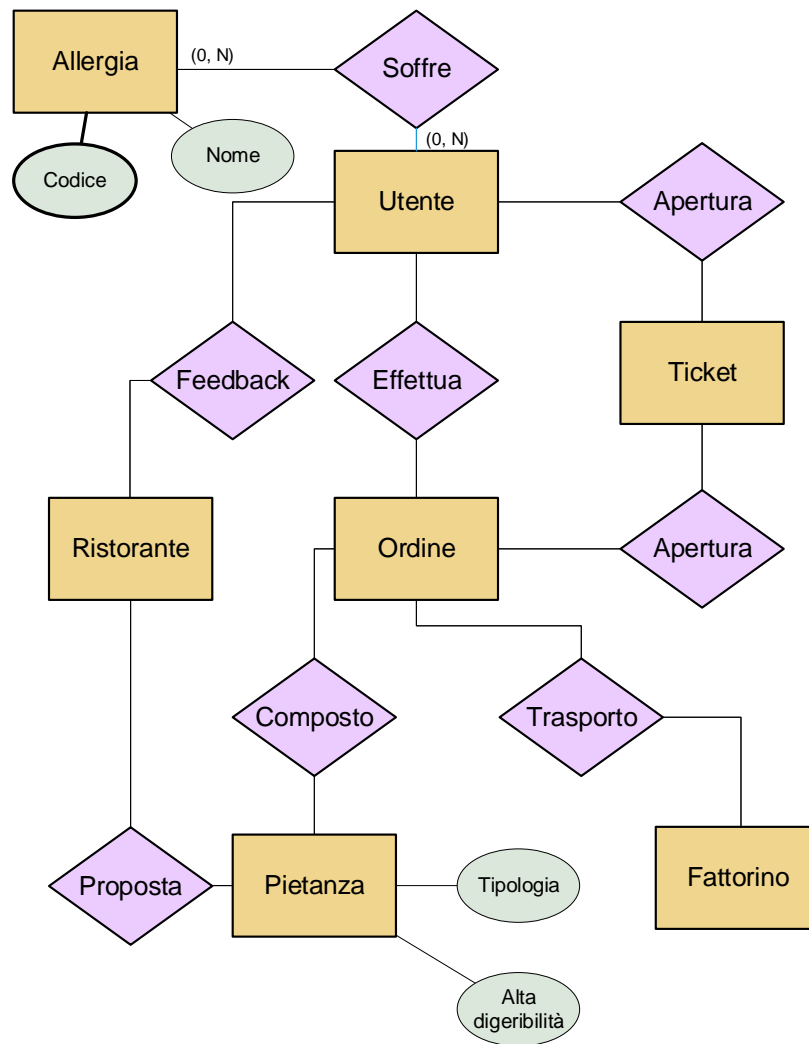 Allergia
(0, N)
Soffre
Codice
Nome
(0, N)
Utente
Apertura
Feedback
Effettua
Ticket
Ristorante
Ordine
Apertura
Composto
Trasporto
Proposta
Pietanza
Tipologia
Fattorino
Alta
digeribilità